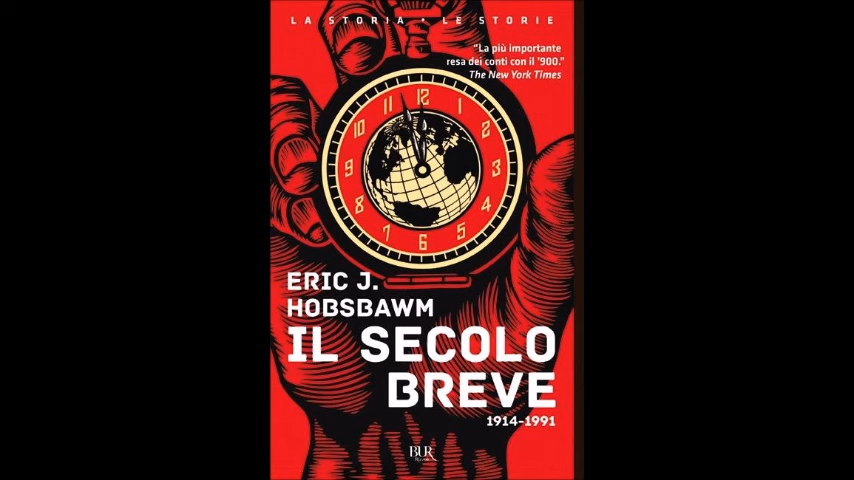 LA STORIA • LE STORIE
"La più importante
resa dei conti con il '900."
The New York Times
11 12 1
10 2
9 3
8 4
7 6 5
ERIC J.
HOBSBAWM
IL SECOLO
BREVE
1914-1991
BUR